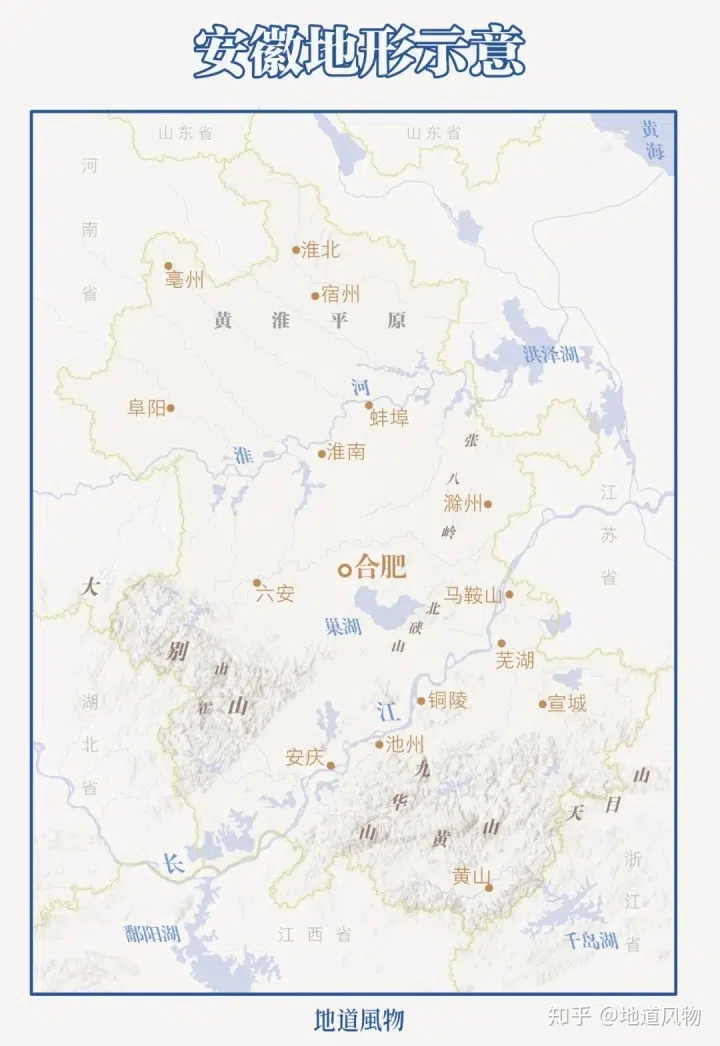 安徽地形示意
山东省
山东省
黄海
河南省
淮北
亳州
宿州
黄淮平原
洪泽湖
河
阜阳
蚌埠
张八岭
淮
淮南
滁州
江苏省
合肥
大别山
六安
马鞍山
巢湖
北硖山
芜湖
霍山
湖北省
江
铜陵
宣城
安庆
池州
九华山
黄山
天目山
长
黄山
浙江省
鄱阳湖
江西省
千岛湖
地道風物
知乎 @地道风物